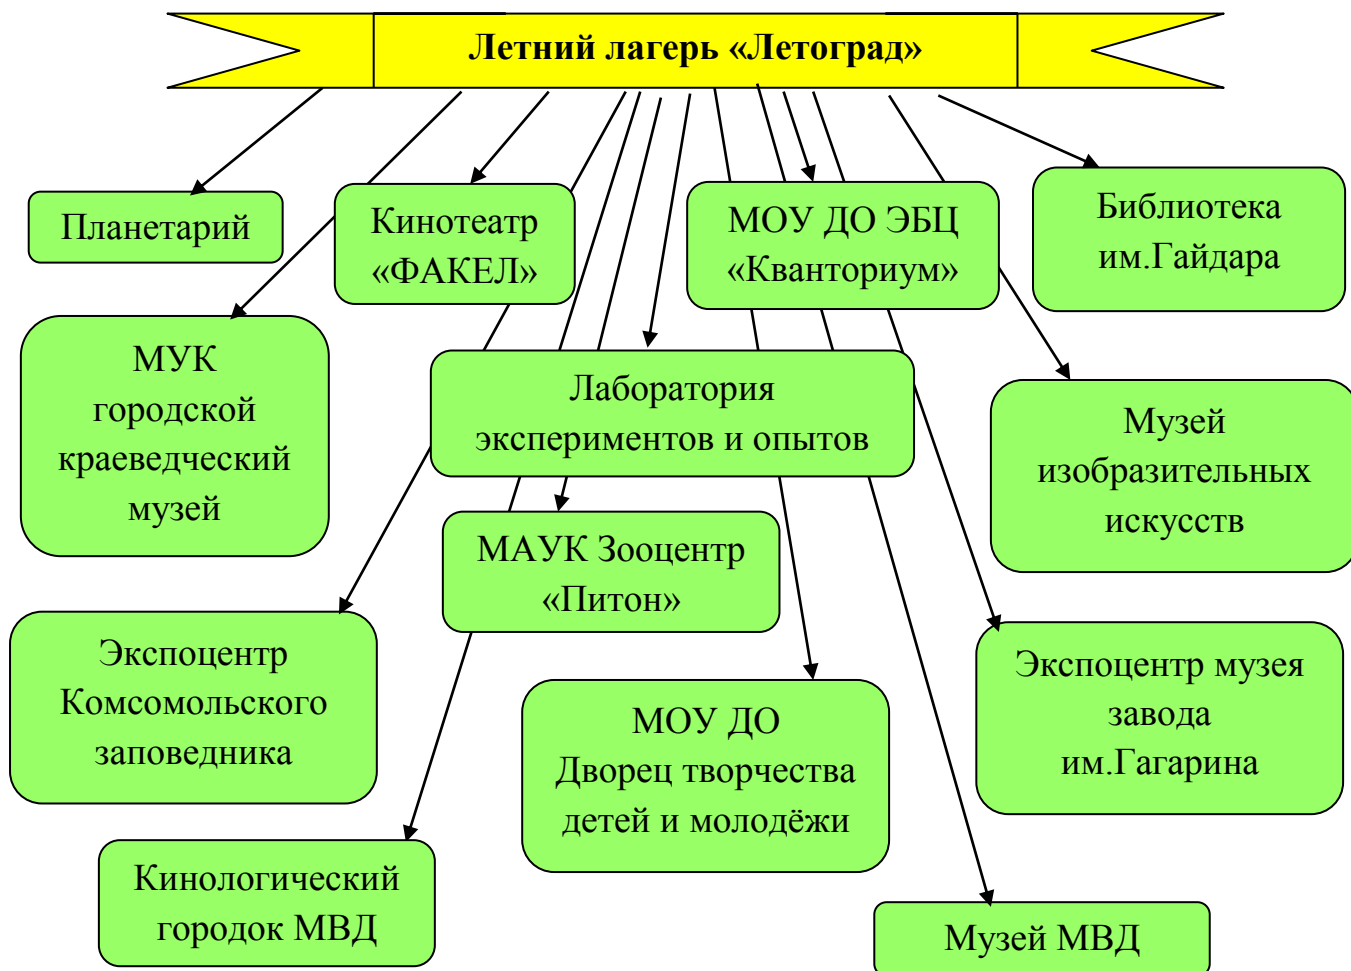 Летний лагерь «Летоград»
Планетарий
Кинотеатр
«ФАКЕЛ»
МОУ ДО ЭБЦ
«Кванториум»
Библиотека
им.Гайдара
МУК
городской
краеведческий
музей
Лаборатория
экспериментов и опытов
Музей
изобразительных
искусств
МАУК Зооцентр
«Питон»
Экспоцентр
Комсомольского
заповедника
МОУ ДО
Дворец творчества
детей и молодёжи
Экспоцентр музея
завода
им.Гагарина
Кинологический
городок МВД
Музей МВД